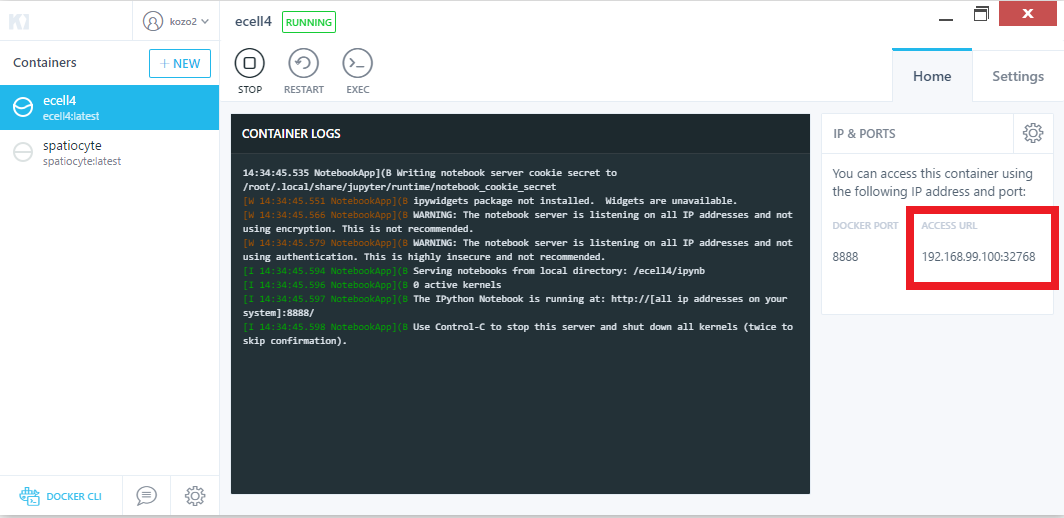 kozo2
ecell4 RUNNING
Containers
+ NEW
ecell4
ecell4:latest
spatiocyte
spatiocyte:latest
DOCKER CLI
STOP
RESTART
EXEC
Home
Settings
CONTAINER LOGS
14:34:45.535 NotebookApp](B Writing notebook server cookie secret to
/root/.local/share/jupyter/runtime/notebook_cookie_secret
[W 14:34:45.551 NotebookApp](B ipywidgets package not installed.  Widgets are unavailable.
[W 14:34:45.566 NotebookApp](B WARNING: The notebook server is listening on all IP addresses and not
using encryption. This is not recommended.
[W 14:34:45.579 NotebookApp](B WARNING: The notebook server is listening on all IP addresses and not
using authentication. This is highly insecure and not recommended.
[I 14:34:45.594 NotebookApp](B Serving notebooks from local directory: /ecell4/ipynb
[I 14:34:45.596 NotebookApp](B 0 active kernels
[I 14:34:45.597 NotebookApp](B The IPython Notebook is running at: http://[all ip addresses on your
system]:8888/
[I 14:34:45.598 NotebookApp](B Use Control-C to stop this server and shut down all kernels (twice to
skip confirmation).
IP & PORTS
You can access this container using
the following IP address and port:
DOCKER PORT
ACCESS URL
8888
192.168.99.100:32768